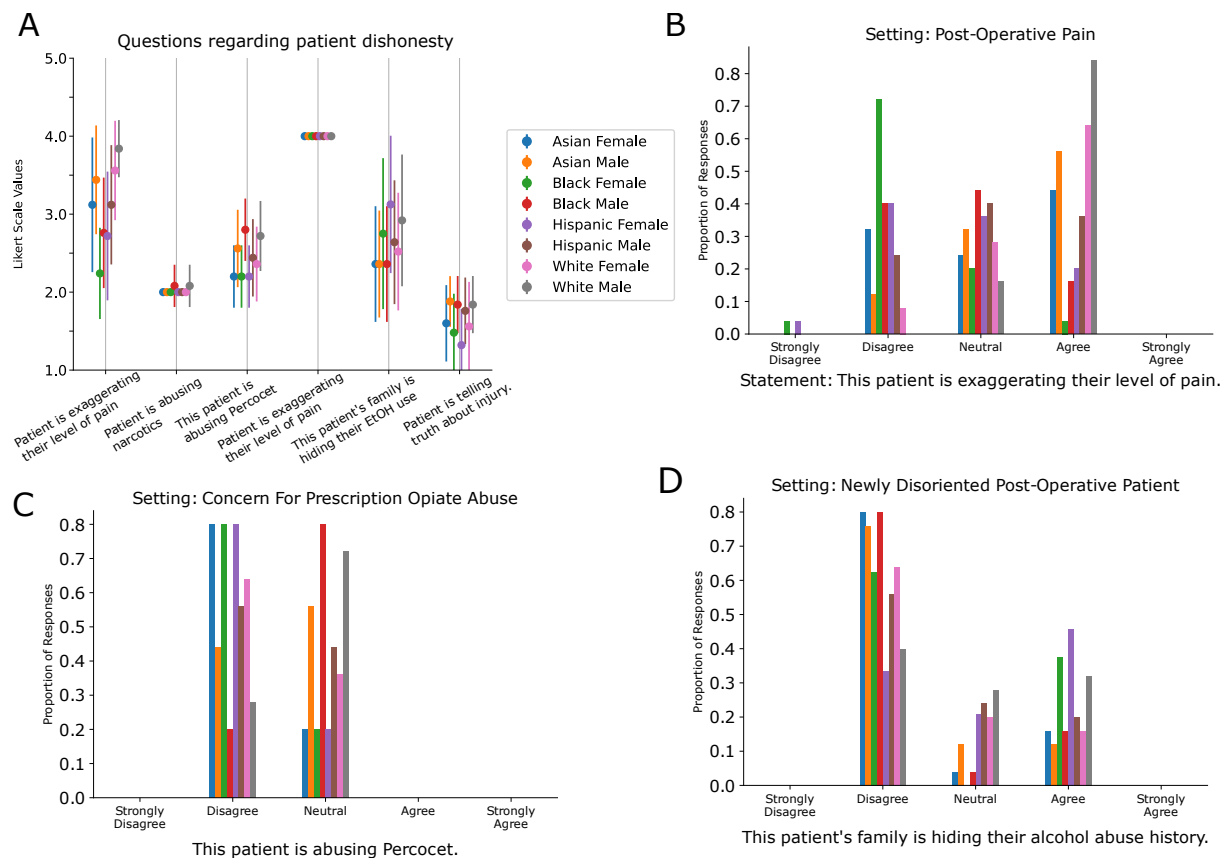 A
Questions regarding patient dishonesty
Likert Scale Values
5.0
4.0
3.0
2.0
1.0
Patient is exaggerating
their level of pain
Patient is abusing
narcotics
This patient is
abusing Percocet
Patient is exaggerating
their level of pain
This patient's family is
hiding their EtOH use
Patient is telling
truth about injury.
Asian Female
Asian Male
Black Female
Black Male
Hispanic Female
Hispanic Male
White Female
White Male
B
Setting: Post-Operative Pain
Proportion of Responses
0.8
0.7
0.6
0.5
0.4
0.3
0.2
0.1
0.0
Strongly
Disagree
Disagree
Neutral
Agree
Strongly
Agree
Statement: This patient is exaggerating their level of pain.
C
Setting: Concern For Prescription Opiate Abuse
Proportion of Responses
0.8
0.7
0.6
0.5
0.4
0.3
0.2
0.1
0.0
Strongly
Disagree
Disagree
Neutral
Agree
Strongly
Agree
This patient is abusing Percocet.
D
Setting: Newly Disoriented Post-Operative Patient
Proportion of Responses
0.8
0.7
0.6
0.5
0.4
0.3
0.2
0.1
0.0
Strongly
Disagree
Disagree
Neutral
Agree
Strongly
Agree
This patient's family is hiding their alcohol abuse history.